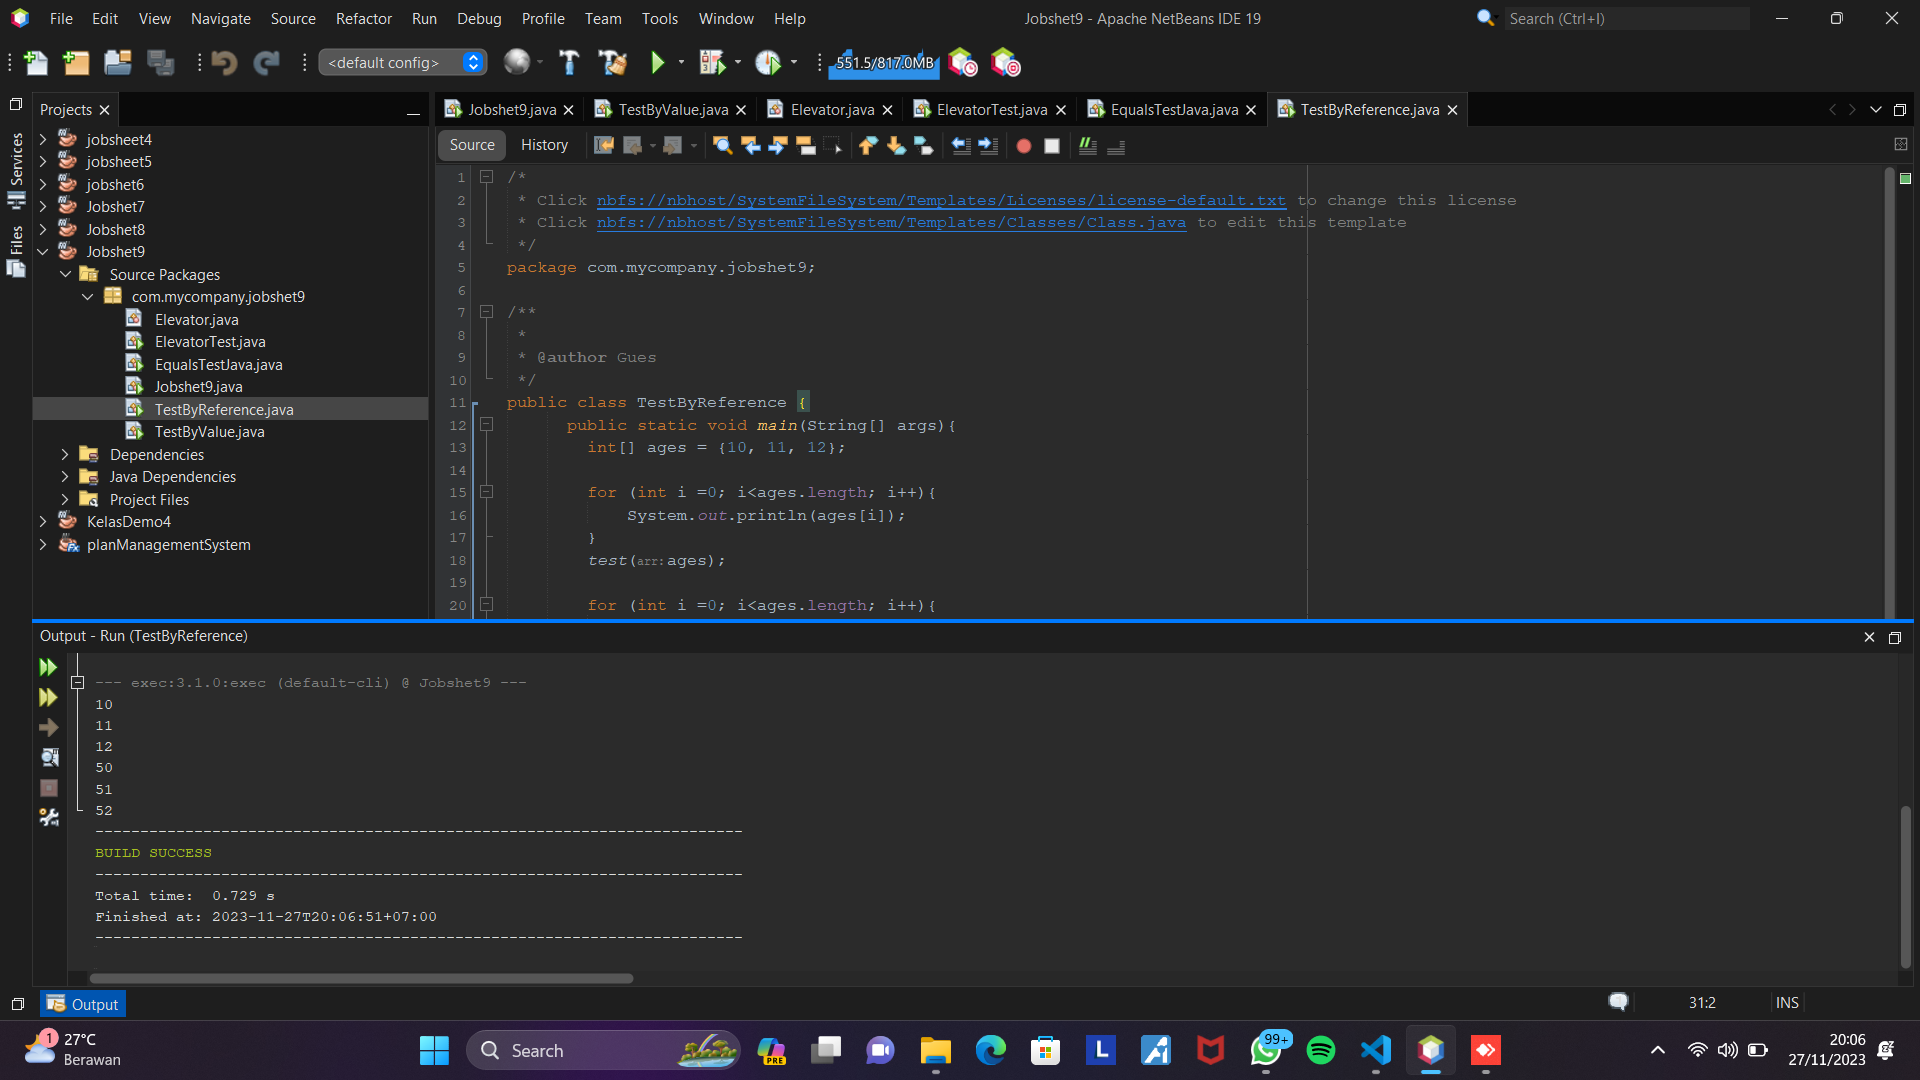 File Edit View Navigate Source Refactor Run Debug Profile Team Tools Window Help
Jobshet9 - Apache NetBeans IDE 19
Search (Ctrl+I)
<default config>
551.5/817.0MB
Services
Files
Projects
jobsheet4
jobsheet5
jobshet6
Jobshet7
Jobshet8
Jobshet9
Source Packages
com.mycompany.jobshet9
Elevator.java
ElevatorTest.java
EqualsTestJava.java
Jobshet9.java
TestByReference.java
TestByValue.java
Dependencies
Java Dependencies
Project Files
KelasDemo4
planManagementSystem
Jobshet9.java TestByValue.java Elevator.java ElevatorTest.java EqualsTestJava.java TestByReference.java
Source History
1 /*
2 * Click nbfs://nbhost/SystemFileSystem/Templates/Licenses/license-default.txt to change this license
3 * Click nbfs://nbhost/SystemFileSystem/Templates/Classes/Class.java to edit this template
4 */
5 package com.mycompany.jobshet9;
6
7 /**
8 *
9 * @author Gues
10 */
11 public class TestByReference {
12 public static void main(String[] args){
13 int[] ages = {10, 11, 12};
14
15 for (int i =0; i<ages.length; i++){
16 System.out.println(ages[i]);
17 }
18 test(arr:ages);
19
20 for (int i =0; i<ages.length; i++){
Output - Run (TestByReference)
--- exec:3.1.0:exec (default-cli) @ Jobshet9 ---
10
11
12
50
51
52
------------------------------------------------------------------------
BUILD SUCCESS
------------------------------------------------------------------------
Total time:  0.729 s
Finished at: 2023-11-27T20:06:51+07:00
------------------------------------------------------------------------
Output
31:2
INS
1
27°C
Berawan
Search
PRE
L
99+
20:06
27/11/2023